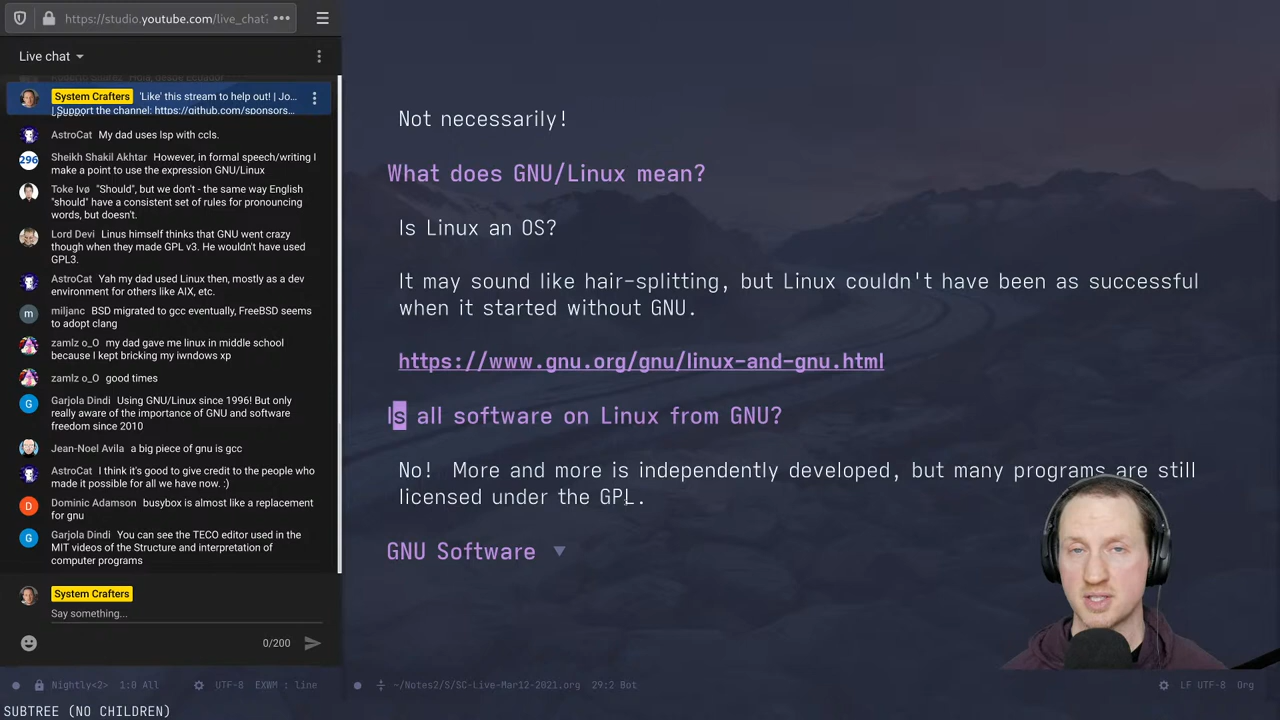 https://studio.youtube.com/live_chat?
Live chat
System Crafters 'Like' this stream to help out! | Jo...
| Support the channel: https://github.com/sponsors...
AstroCat My dad uses lsp with ccls.
Sheikh Shakil Akhtar However, in formal speech/writing I
make a point to use the expression GNU/Linux
Toke Ivø "Should", but we don't - the same way English
"should" have a consistent set of rules for pronouncing
words, but doesn't.
Lord Devi Linus himself thinks that GNU went crazy
though when they made GPL v3. He wouldn't have used
GPL3.
AstroCat Yah my dad used Linux then, mostly as a dev
environment for others like AIX, etc.
miljanc BSD migrated to gcc eventually, FreeBSD seems
to adopt clang
zamlz o_O my dad gave me linux in middle school
because I kept bricking my iwndows xp
zamlz o_O good times
Garjola Dindi Using GNU/Linux since 1996! But only
really aware of the importance of GNU and software
freedom since 2010
Jean-Noel Avila a big piece of gnu is gcc
AstroCat I think it's good to give credit to the people who
made it possible for all we have now. :)
Dominic Adamson busybox is almost like a replacement
for gnu
Garjola Dindi You can see the TECO editor used in the
MIT videos of the Structure and interpretation of
computer programs
System Crafters
Say something...
0/200
Nightly<2> 1:0 All UTF-8 EXWM : line
Not necessarily!
What does GNU/Linux mean?
Is Linux an OS?
It may sound like hair-splitting, but Linux couldn't have been as successful
when it started without GNU.
https://www.gnu.org/gnu/linux-and-gnu.html
Is all software on Linux from GNU?
No! More and more is independently developed, but many programs are still
licensed under the GPL.
GNU Software
~/Notes2/S/SC-Live-Mar12-2021.org 29:2 Bot LF UTF-8 Org
SUBTREE (NO CHILDREN)